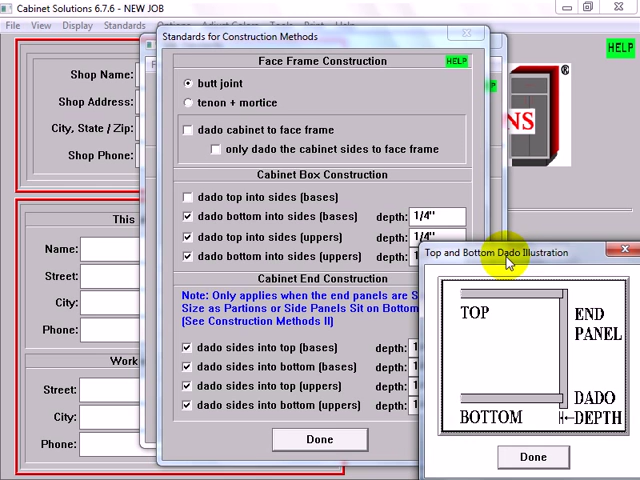 Cabinet Solutions 6.7.6 - NEW JOB
File View Display Standards Options Adjust Colors Tools Print Help
HELP
Shop Name:
Shop Address:
City, State / Zip:
Shop Phone:
®
NS
This
Name:
Street:
City:
Phone:
Work
Street:
City:
Phone:
Standards for Construction Methods
Face Frame Construction
HELP
butt joint
tenon + mortice
dado cabinet to face frame
only dado the cabinet sides to face frame
Cabinet Box Construction
dado top into sides (bases)
dado bottom into sides (bases) depth: 1/4"
dado top into sides (uppers) depth: 1/4"
dado bottom into sides (uppers) depth:
Cabinet End Construction
Note: Only applies when the end panels are S
Size as Partions or Side Panels Sit on Bottom
(See Construction Methods II)
dado sides into top (bases) depth:
dado sides into bottom (bases) depth:
dado sides into top (uppers) depth:
dado sides into bottom (uppers) depth:
Done
Top and Bottom Dado Illustration
TOP
END
PANEL
BOTTOM
DADO
DEPTH
Done